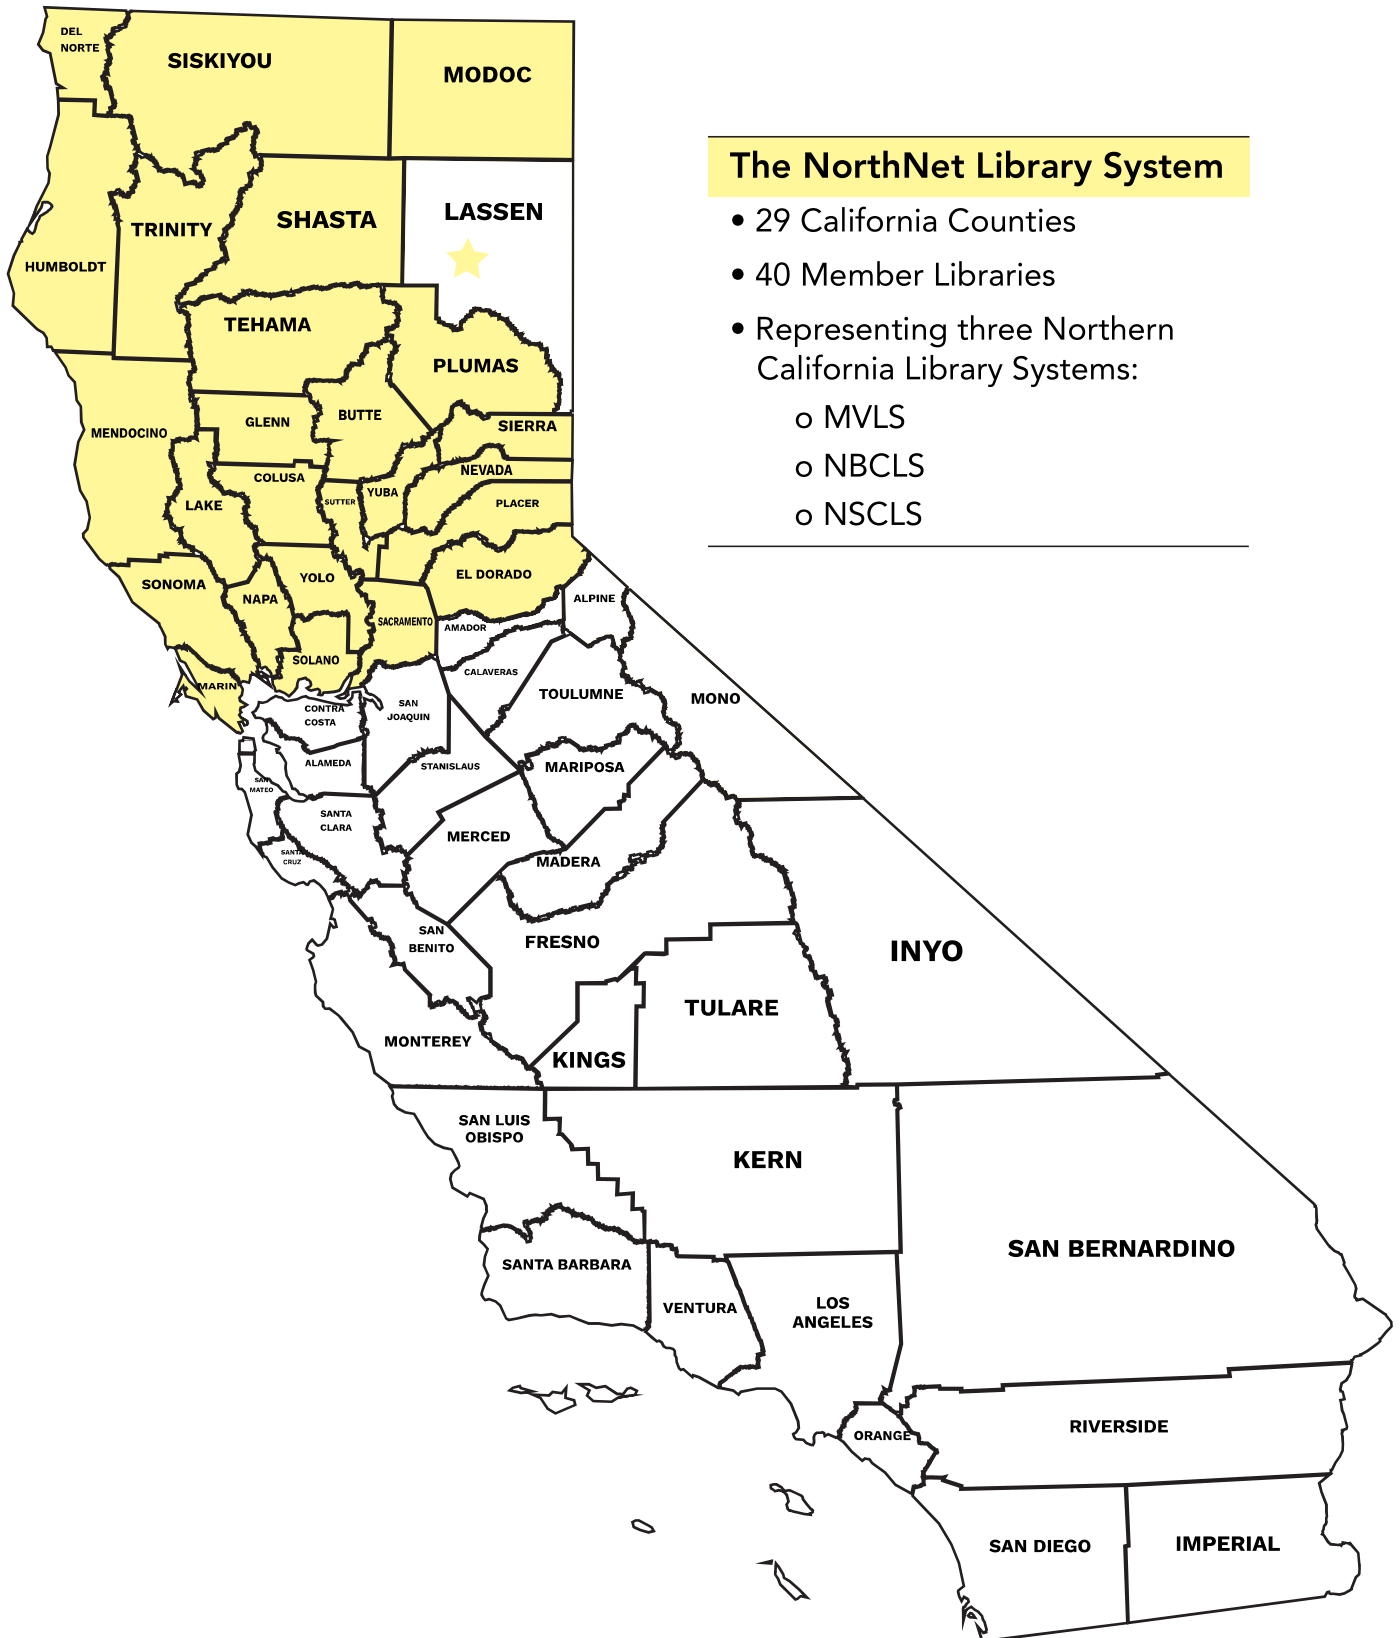 DEL
NORTE
SISKIYOU
MODOC
The NorthNet Library System
• 29 California Counties
• 40 Member Libraries
• Representing three Northern
California Library Systems:
o MVLS
o NBCLS
o NSCLS
HUMBOLDT
TRINITY
SHASTA
LASSEN
TEHAMA
PLUMAS
MENDOCINO
GLENN
BUTTE
SIERRA
LAKE
COLUSA
SUTTER
YUBA
NEVADA
PLACER
SONOMA
NAPA
YOLO
EL DORADO
SACRAMENTO
SOLANO
MARIN
ALPINE
AMADOR
CALAVERAS
TOULUMNE
MONO
CONTRA
COSTA
SAN
JOAQUIN
ALAMEDA
STANISLAUS
MARIPOSA
SAN
MATEO
SANTA
CLARA
SANTA
CRUZ
MERCED
MADERA
SAN
BENITO
FRESNO
INYO
MONTEREY
KINGS
TULARE
SAN LUIS
OBISPO
KERN
SAN BERNARDINO
SANTA BARBARA
VENTURA
LOS
ANGELES
ORANGE
RIVERSIDE
SAN DIEGO
IMPERIAL